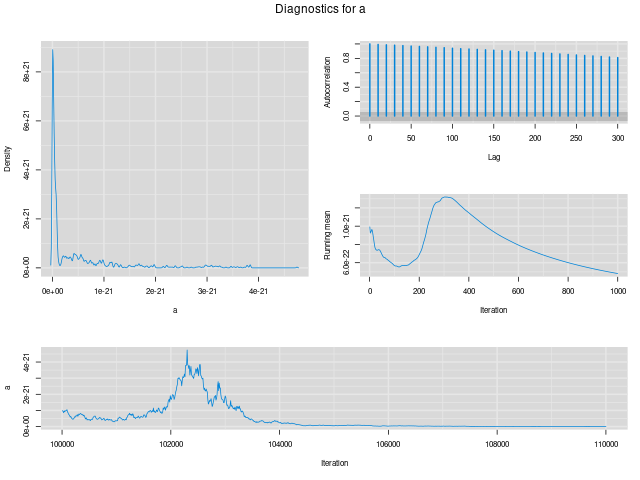 Diagnostics for a
Density
0e+00 2e+21 4e+21 6e+21 8e+21
0e+00 1e-21 2e-21 3e-21 4e-21
a
Autocorrelation
0.0 0.4 0.8
0 50 100 150 200 250 300
Lag
Running mean
6.0e-22 1.0e-21
0 200 400 600 800 1000
Iteration
a
0e+00 2e-21 4e-21
100000 102000 104000 106000 108000 110000
Iteration